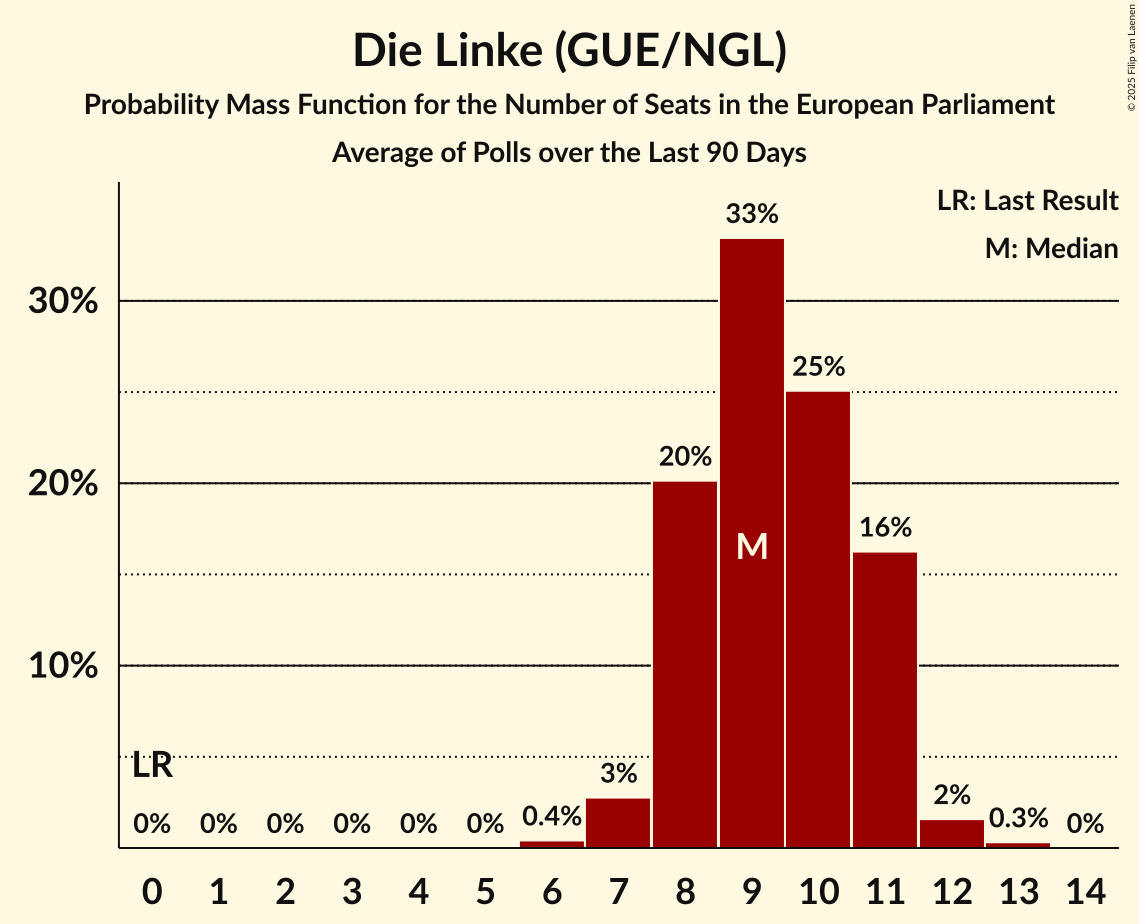 Die Linke (GUE/NGL)
Probability Mass Function for the Number of Seats in the European Parliament
Average of Polls over the Last 90 Days
© 2025 Filip van Laenen
LR: Last Result
M: Median
33%
30%
25%
20%
20%
16%
M
10%
LR
3%
2%
0%
0%
0%
0%
0%
0%
0.4%
0.3%
0%
0 1 2 3 4 5 6 7 8 9 10 11 12 13 14